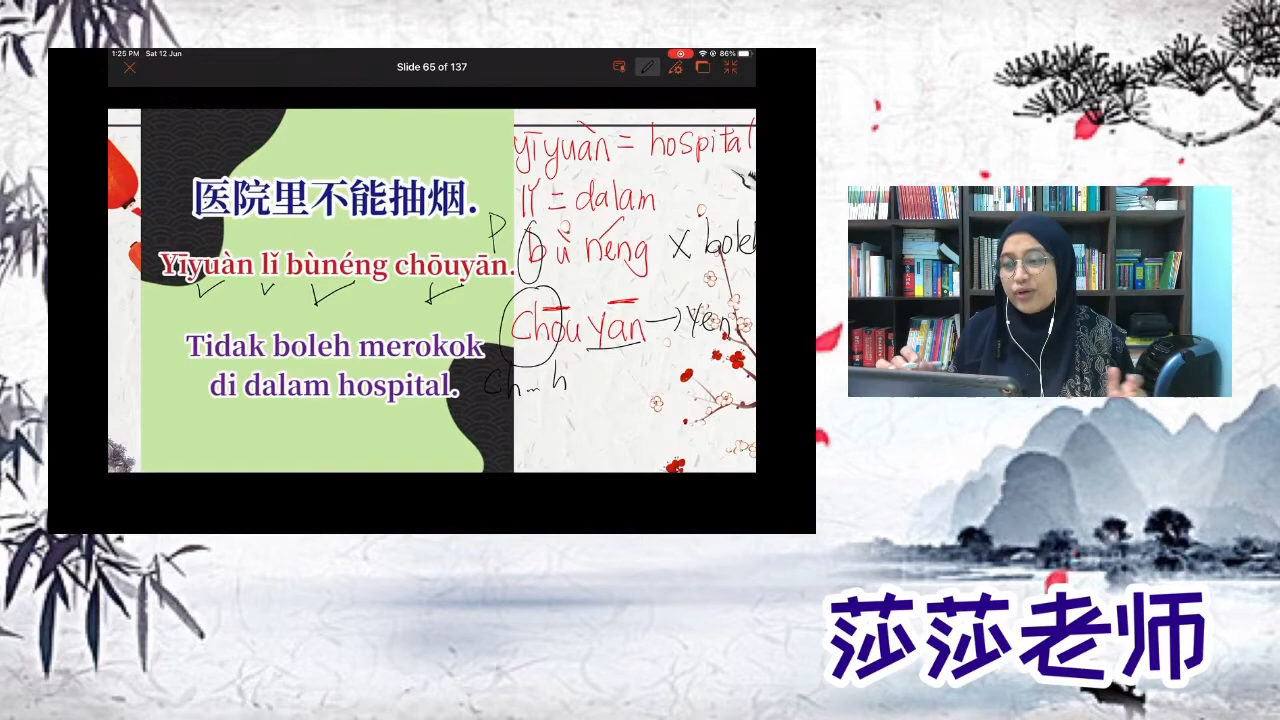 1:25 PM Sat 12 Jun
86%
Slide 65 of 137
医院里不能抽烟.
Yīyuàn lǐ bùnéng chōuyān.
Tidak boleh merokok
di dalam hospital.
yīyuàn = hospital
lǐ = dalam
P
bù néng X boleh
chōu yān → yen
ch - h
莎莎老师